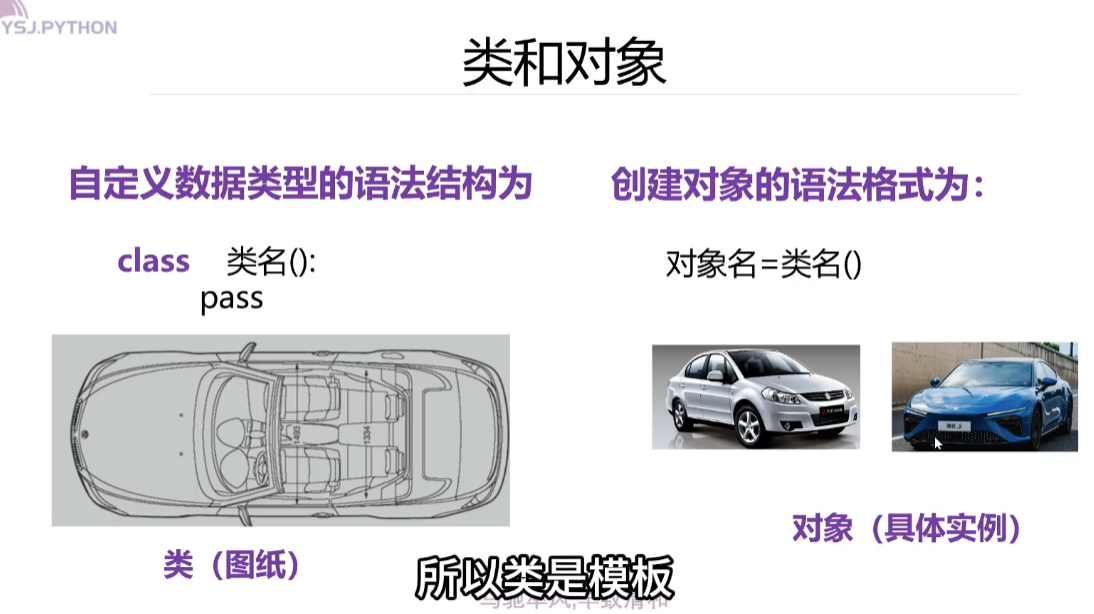 YSJ.PYTHON
类和对象
自定义数据类型的语法结构为
class 类名():
pass
1493
1334
类（图纸）
创建对象的语法格式为：
对象名=类名()
对象（具体实例）
所以类是模板